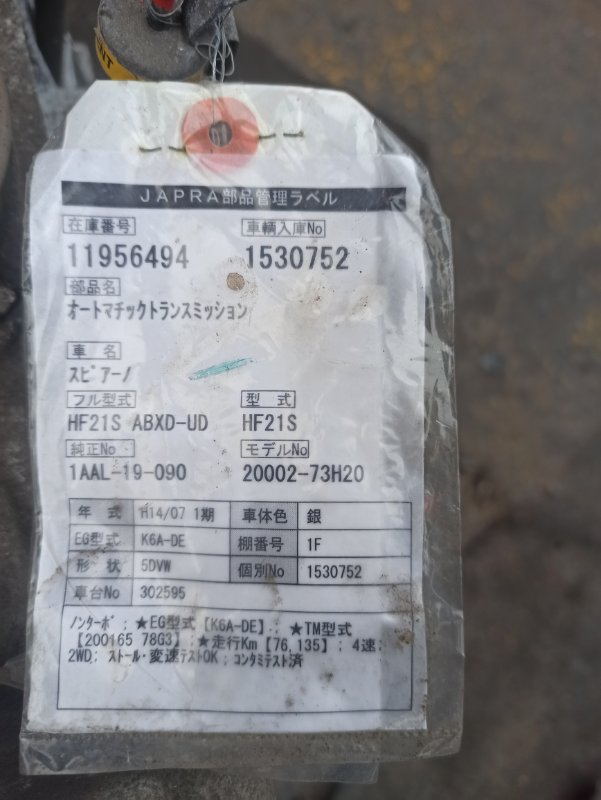 NT
JAPRA部品管理ラベル
在庫番号 車輌入庫No
11956494 1530752
部品名
オートマチックトランスミッション
車 名
スピアーノ
フル型式 型 式
HF21S ABXD-UD HF21S
純正No モデルNo
1AAL-19-090 20002-73H20
年 式 H14/07 1期 車体色 銀
EG型式 K6A-DE 棚番号 1F
形 状 5DVW 個別No 1530752
車台No 302595
ノンターボ; ★EG型式【K6A-DE】; ★TM型式
【200165 78G3】; ★走行Km【76,135】; 4速;
2WD; ストール・変速テストOK; コンタミテスト済